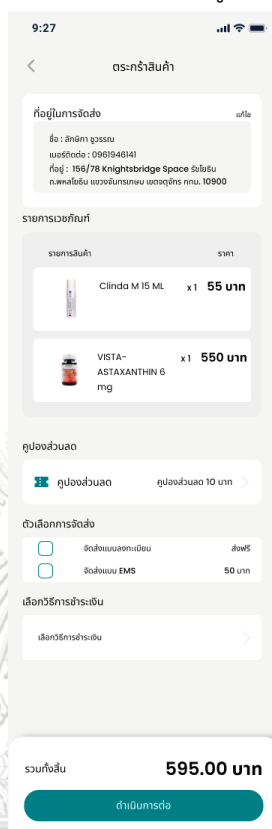 9:27
ตระกร้าสินค้า
ที่อยู่ในการจัดส่ง แก้ไข
ชื่อ : ลักษิกา ชูวรรณ
เบอร์ติดต่อ : 0961946141
ที่อยู่ : 156/78 Knightsbridge Space รัชโยธิน
ถ.พหลโยธิน แขวงจันทรเกษม เขตจตุจักร กทม. 10900
รายการเวชภัณฑ์
รายการสินค้า ราคา
Clinda M 15 ML x 1 55 บาท
VISTA- x 1 550 บาท
ASTAXANTHIN 6
mg
คูปองส่วนลด
คูปองส่วนลด คูปองส่วนลด 10 บาท
ตัวเลือกการจัดส่ง
จัดส่งแบบลงทะเบียน ส่งฟรี
จัดส่งแบบ EMS 50 บาท
เลือกวิธีการชำระเงิน
เลือกวิธีการชำระเงิน
รวมทั้งสิ้น 595.00 บาท
ดำเนินการต่อ